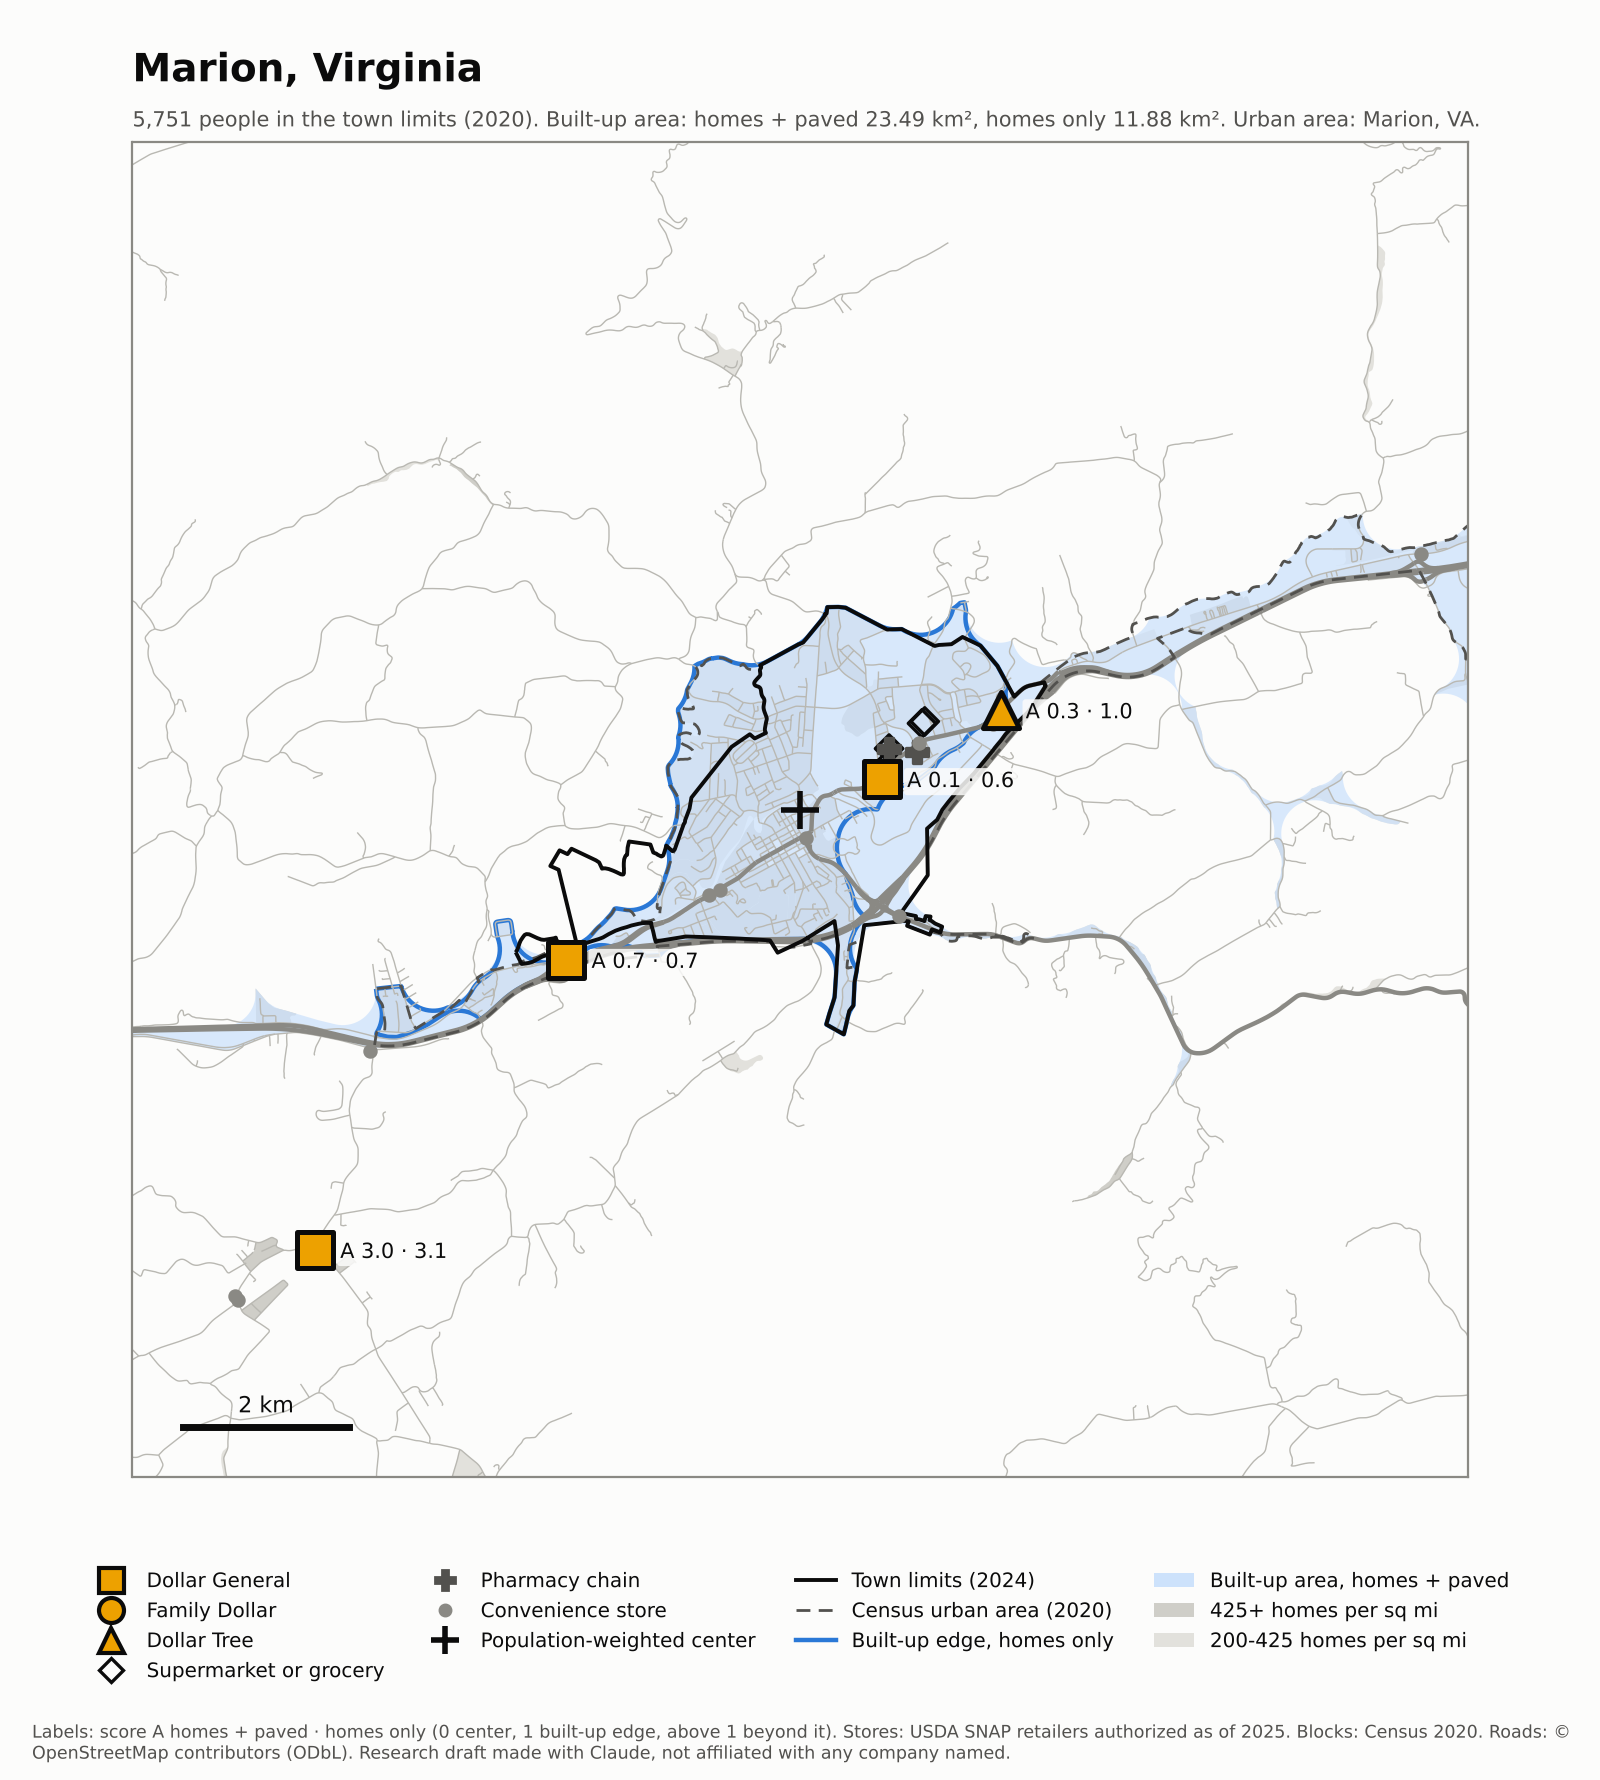 Marion, Virginia
5,751 people in the town limits (2020). Built-up area: homes + paved 23.49 km², homes only 11.88 km². Urban area: Marion, VA.
A 0.3 · 1.0
A 0.1 · 0.6
A 0.7 · 0.7
A 3.0 · 3.1
2 km
Dollar General
Family Dollar
Dollar Tree
Supermarket or grocery
Pharmacy chain
Convenience store
Population-weighted center
Town limits (2024)
Census urban area (2020)
Built-up edge, homes only
Built-up area, homes + paved
425+ homes per sq mi
200-425 homes per sq mi
Labels: score A homes + paved · homes only (0 center, 1 built-up edge, above 1 beyond it). Stores: USDA SNAP retailers authorized as of 2025. Blocks: Census 2020. Roads: ©
OpenStreetMap contributors (ODbL). Research draft made with Claude, not affiliated with any company named.